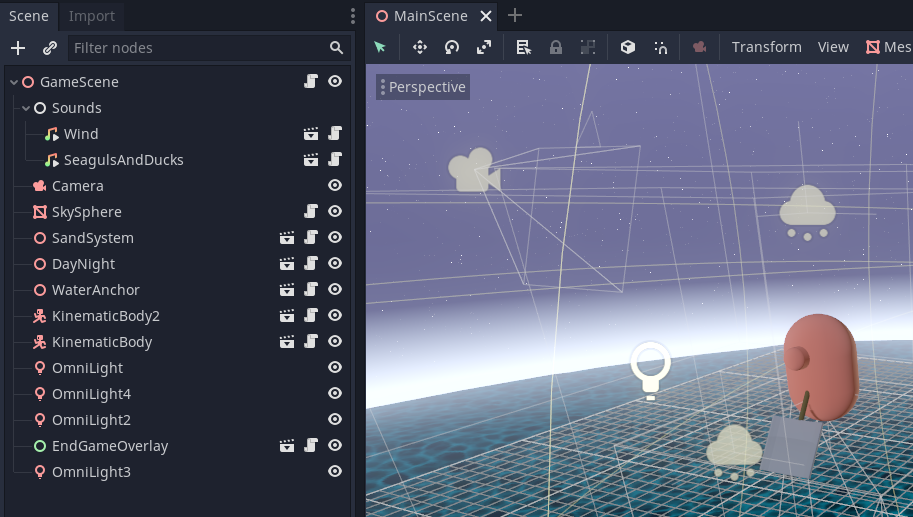 Scene Import
Filter nodes
GameScene
Sounds
Wind
SeagulsAndDucks
Camera
SkySphere
SandSystem
DayNight
WaterAnchor
KinematicBody2
KinematicBody
OmniLight
OmniLight4
OmniLight2
EndGameOverlay
OmniLight3
MainScene
Transform View Mes
Perspective